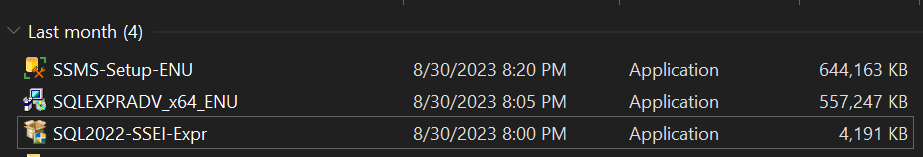 Last month (4)
SSMS-Setup-ENU 8/30/2023 8:20 PM Application 644,163 KB
SQLEXPRADV_x64_ENU 8/30/2023 8:05 PM Application 557,247 KB
SQL2022-SSEI-Expr 8/30/2023 8:00 PM Application 4,191 KB